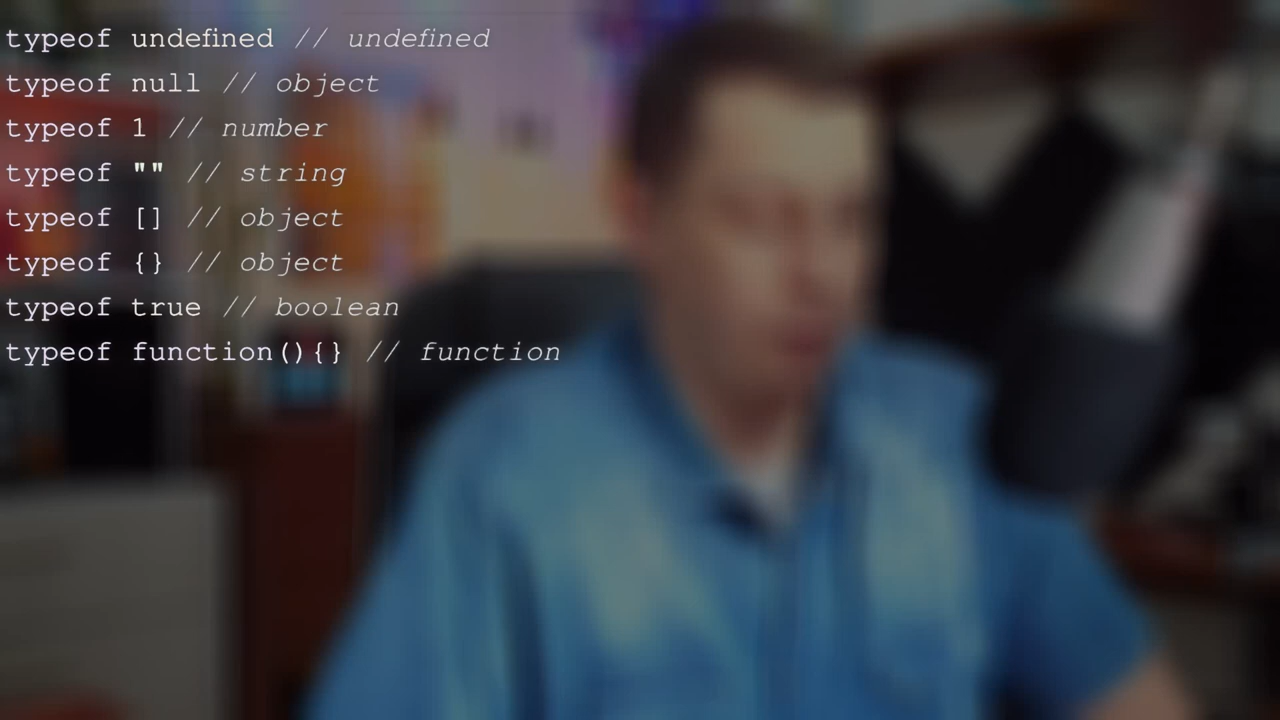 typeof undefined // undefined
typeof null // object
typeof 1 // number
typeof "" // string
typeof [] // object
typeof {} // object
typeof true // boolean
typeof function(){} // function